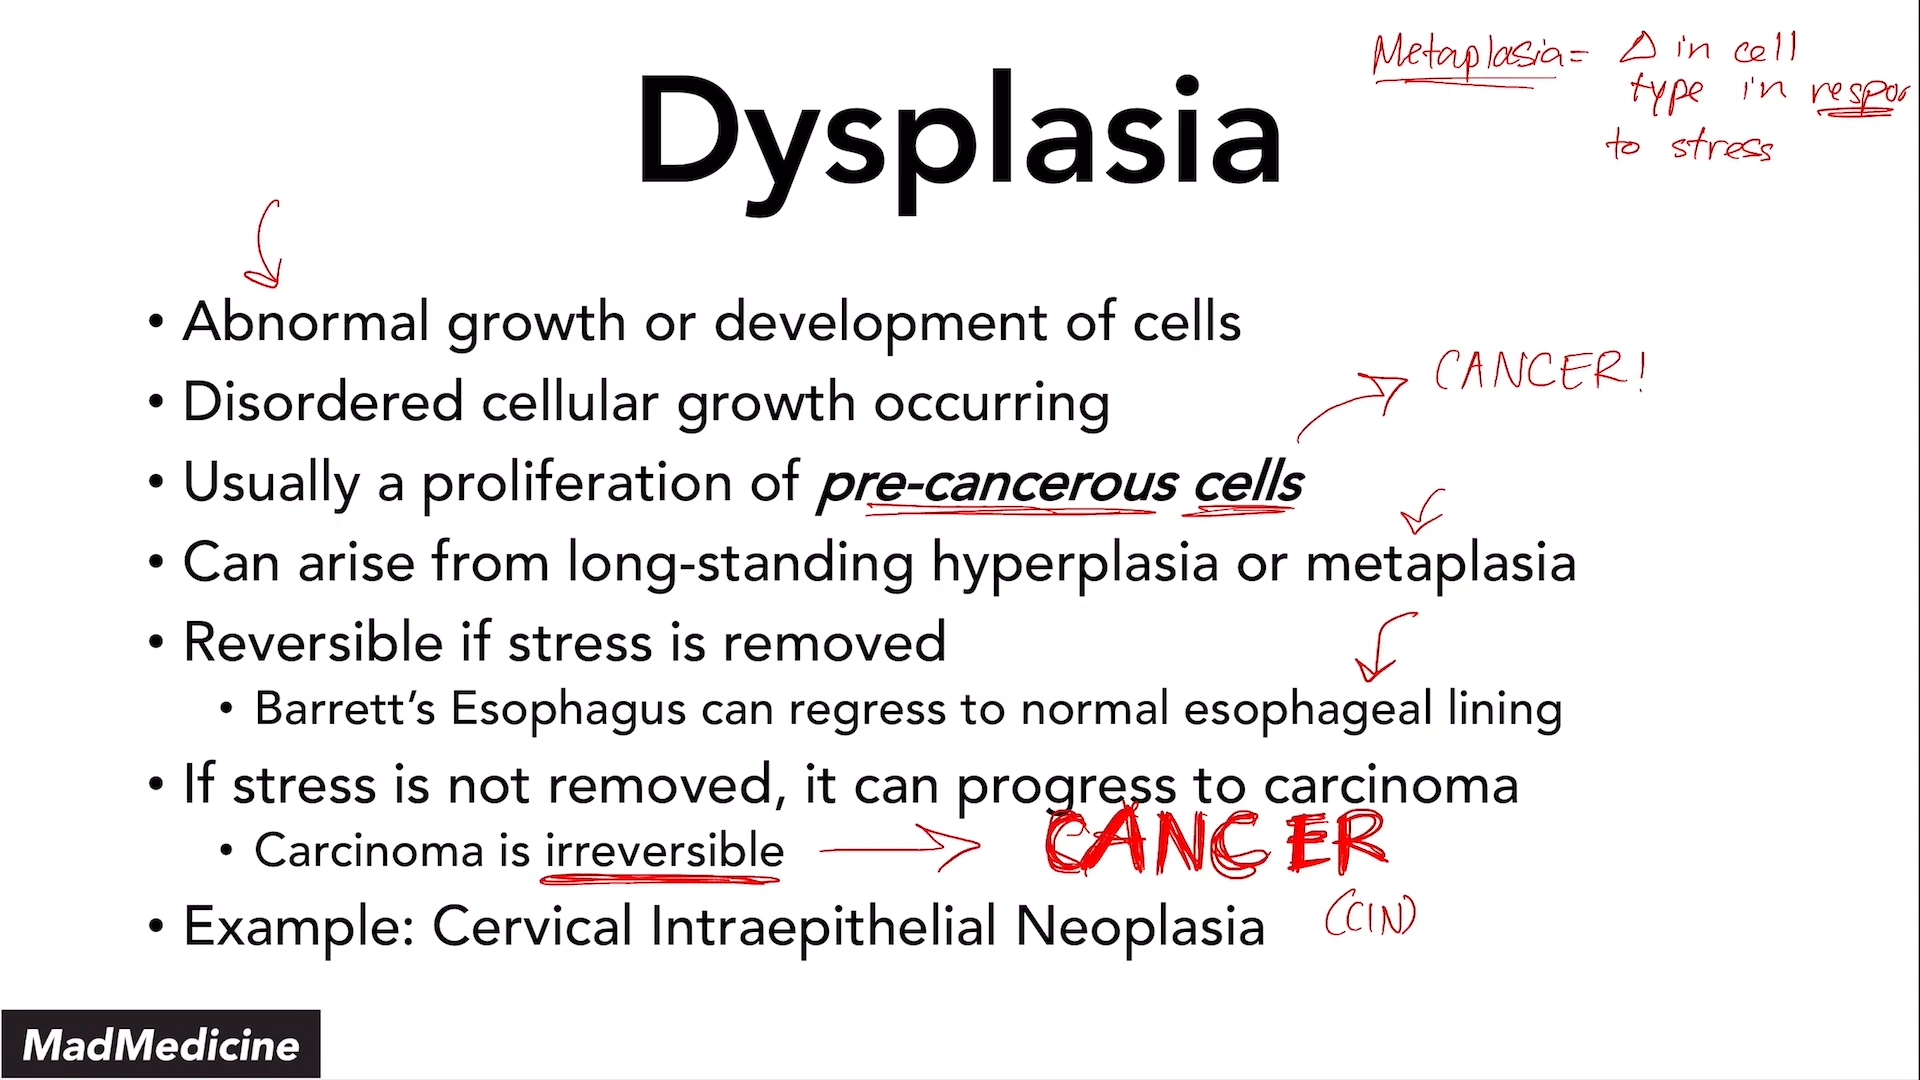 Metaplasia = Δ in cell
type in respon
to stress
Dysplasia
• Abnormal growth or development of cells
• Disordered cellular growth occurring
CANCER!
• Usually a proliferation of pre-cancerous cells
• Can arise from long-standing hyperplasia or metaplasia
• Reversible if stress is removed
• Barrett's Esophagus can regress to normal esophageal lining
• If stress is not removed, it can progress to carcinoma
• Carcinoma is irreversible → CANCER
• Example: Cervical Intraepithelial Neoplasia (CIN)
MadMedicine